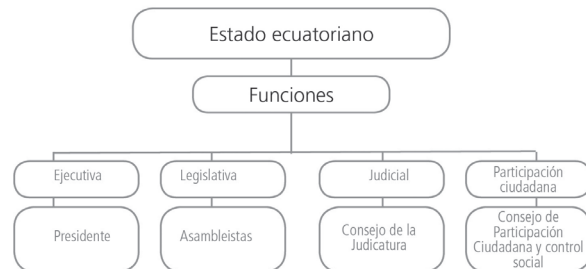 Estado ecuatoriano
Funciones
Ejecutiva
Legislativa
Judicial
Participación
ciudadana
Presidente
Asambleistas
Consejo de la
Judicatura
Consejo de
Participación
Ciudadana y control
social